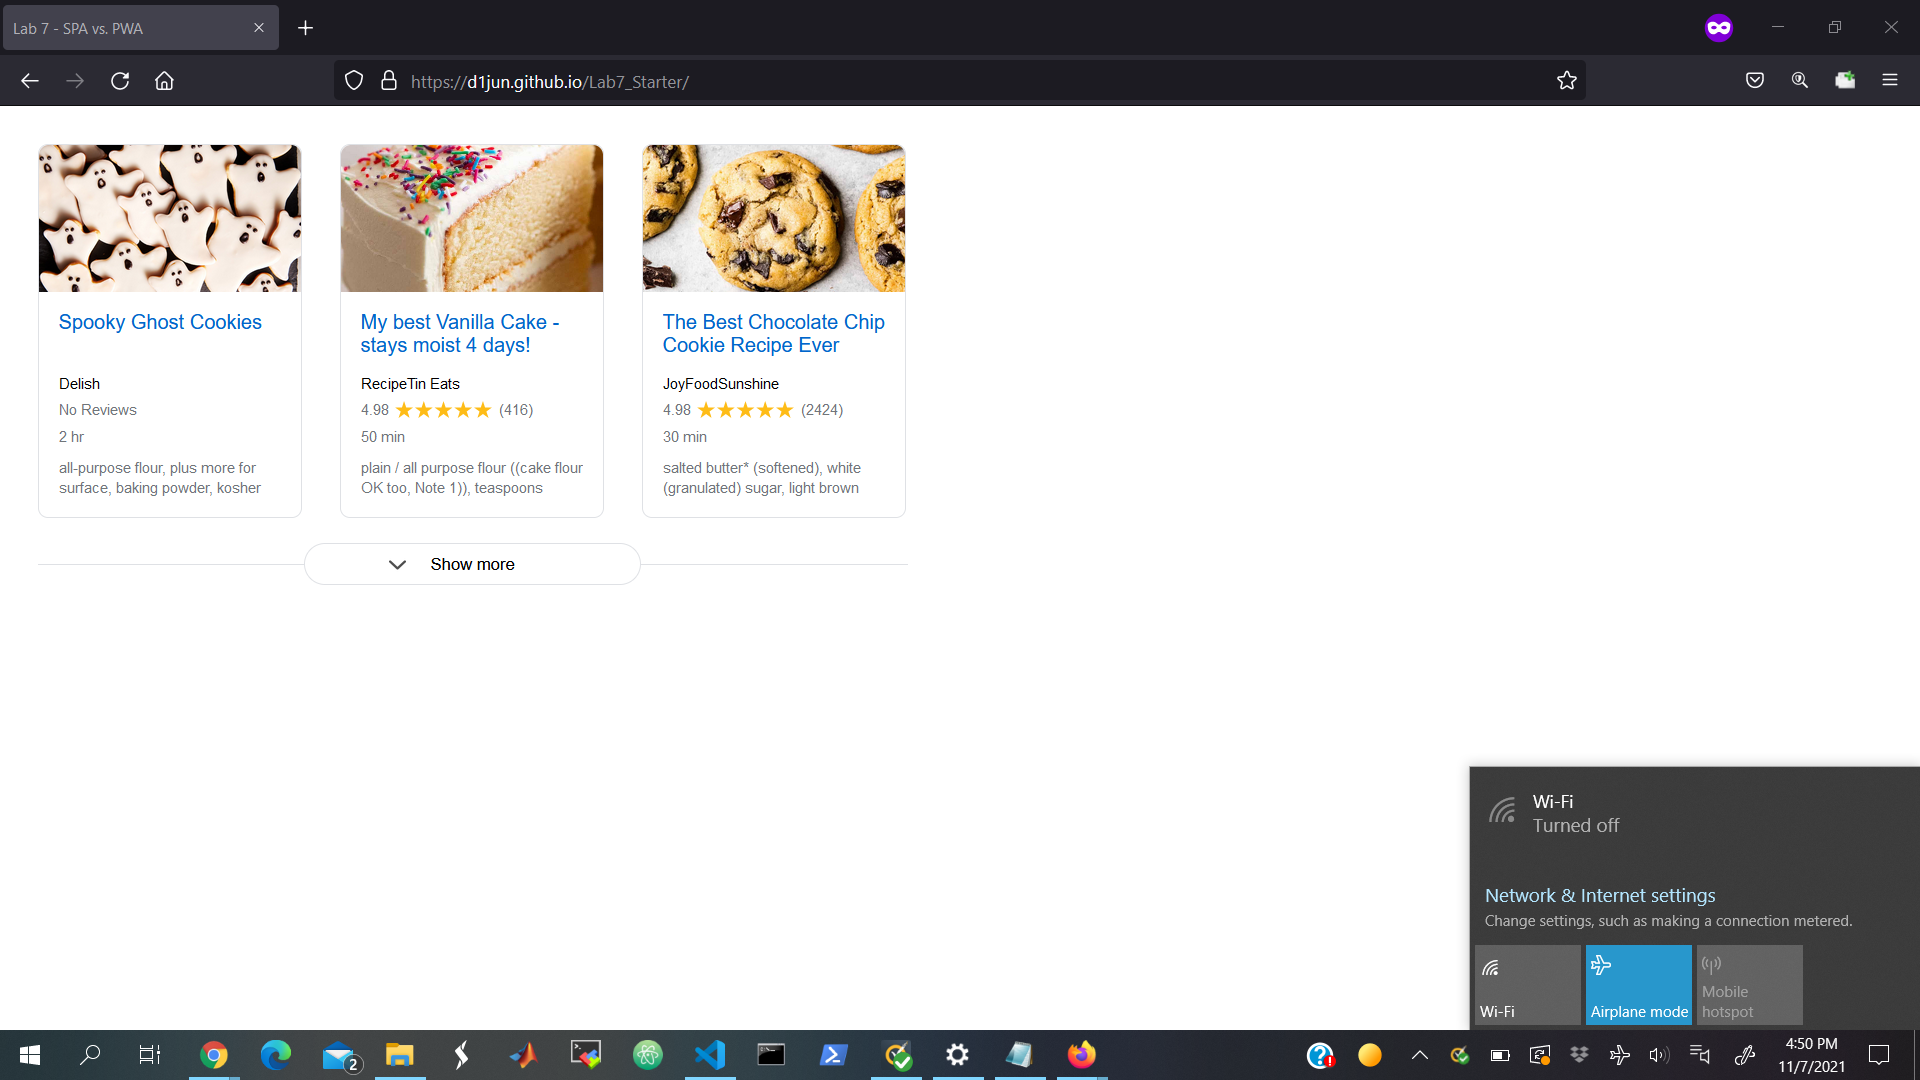 Lab 7 - SPA vs. PWA
https://d1jun.github.io/Lab7_Starter/
Spooky Ghost Cookies
Delish
No Reviews
2 hr
all-purpose flour, plus more for
surface, baking powder, kosher
My best Vanilla Cake -
stays moist 4 days!
RecipeTin Eats
4.98 ★★★★★ (416)
50 min
plain / all purpose flour ((cake flour
OK too, Note 1)), teaspoons
The Best Chocolate Chip
Cookie Recipe Ever
JoyFoodSunshine
4.98 ★★★★★ (2424)
30 min
salted butter* (softened), white
(granulated) sugar, light brown
Show more
Wi-Fi
Turned off
Network & Internet settings
Change settings, such as making a connection metered.
Wi-Fi
Airplane mode
Mobile
hotspot
2
4:50 PM
11/7/2021